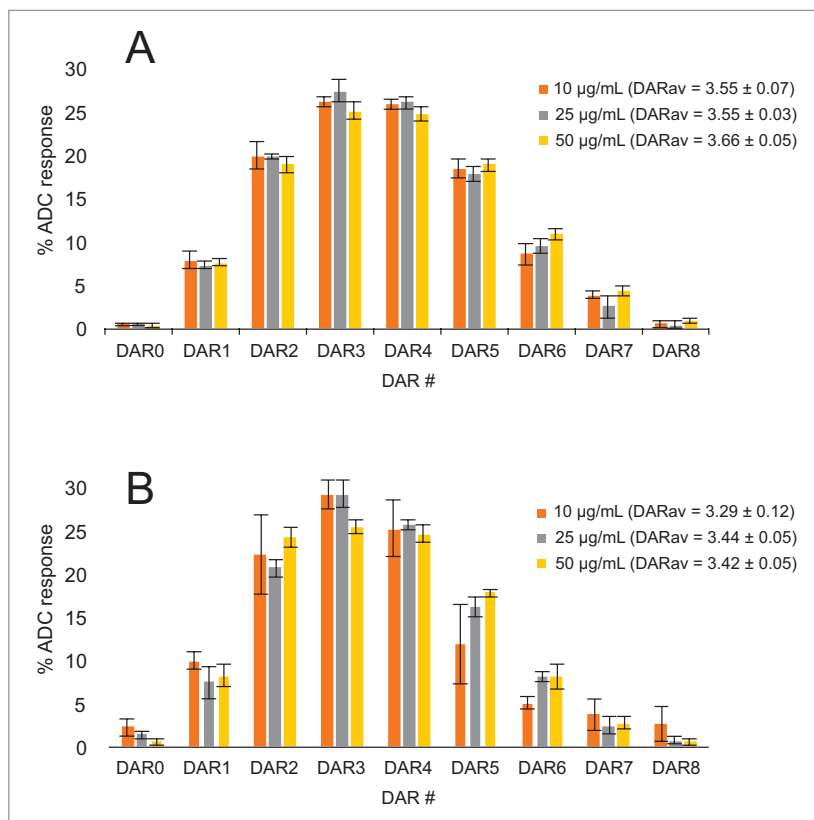 A
30
25
20
15
10
5
0
% ADC response
10 µg/mL (DARav = 3.55 ± 0.07)
25 µg/mL (DARav = 3.55 ± 0.03)
50 µg/mL (DARav = 3.66 ± 0.05)
DAR0 DAR1 DAR2 DAR3 DAR4 DAR5 DAR6 DAR7 DAR8
DAR #
B
30
25
20
15
10
5
0
% ADC response
10 µg/mL (DARav = 3.29 ± 0.12)
25 µg/mL (DARav = 3.44 ± 0.05)
50 µg/mL (DARav = 3.42 ± 0.05)
DAR0 DAR1 DAR2 DAR3 DAR4 DAR5 DAR6 DAR7 DAR8
DAR #